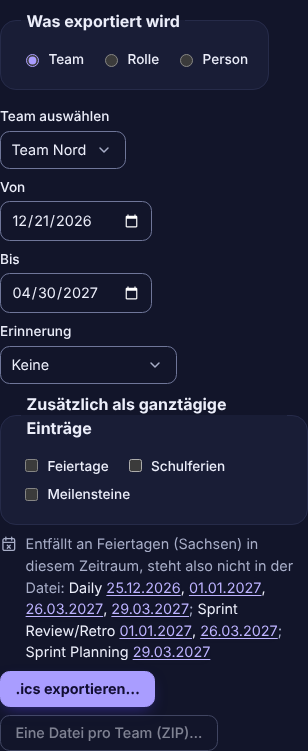 Was exportiert wird
Team Rolle Person
Team auswählen
Team Nord
Von
12/21/2026
Bis
04/30/2027
Erinnerung
Keine
Zusätzlich als ganztägige
Einträge
Feiertage Schulferien
Meilensteine
Entfällt an Feiertagen (Sachsen) in
diesem Zeitraum, steht also nicht in der
Datei: Daily 25.12.2026, 01.01.2027,
26.03.2027, 29.03.2027; Sprint
Review/Retro 01.01.2027, 26.03.2027;
Sprint Planning 29.03.2027
.ics exportieren…
Eine Datei pro Team (ZIP)…